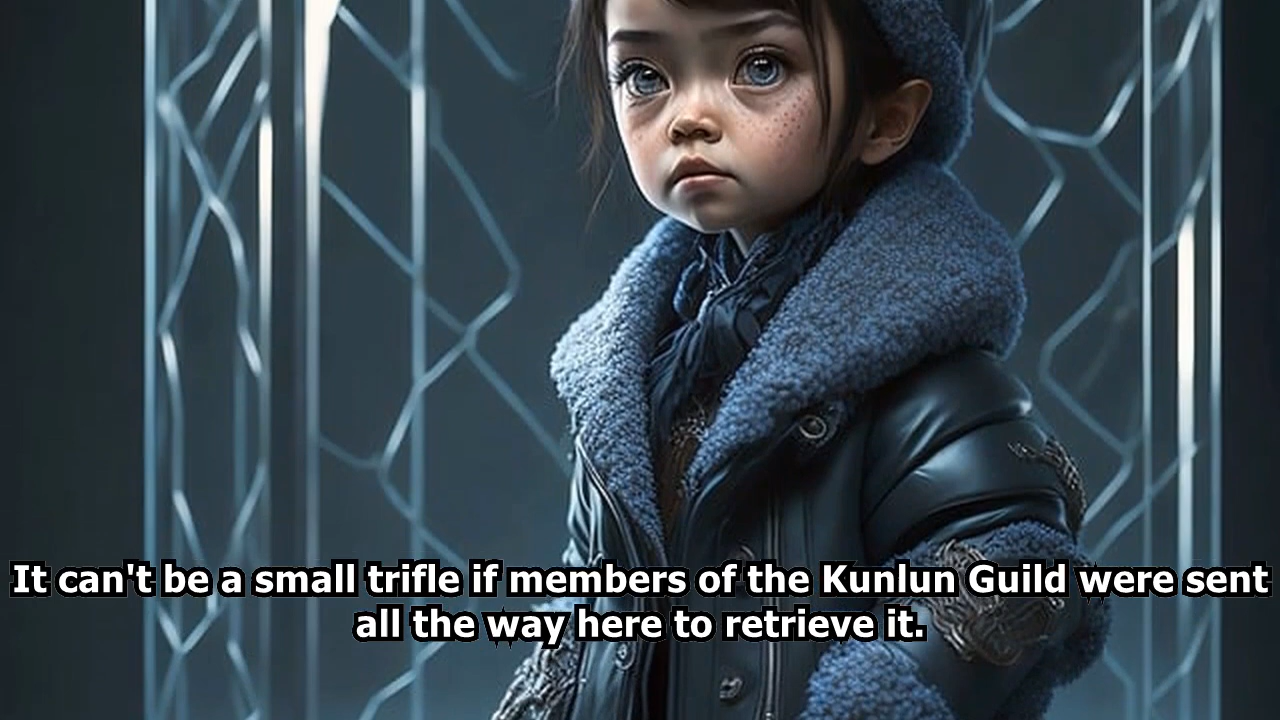 It can't be a small trifle if members of the Kunlun Guild were sent
all the way here to retrieve it.